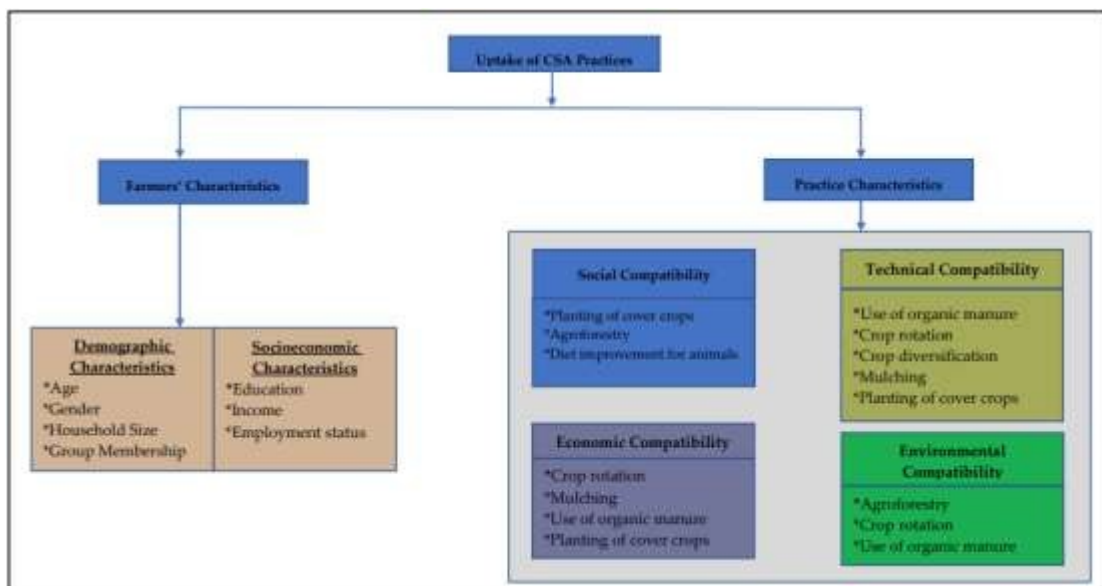 Uptake of CSA Practices
Farmers' Characteristics
Practice Characteristics
Demographic
Characteristics
*Age
*Gender
*Household Size
*Group Membership
Socioeconomic
Characteristics
*Education
*Income
*Employment status
Social Compatibility
*Planting of cover crops
*Agroforestry
*Diet improvement for animals
Technical Compatibility
*Use of organic manure
*Crop rotation
*Crop diversification
*Mulching
*Planting of cover crops
Economic Compatibility
*Crop rotation
*Mulching
*Use of organic manure
*Planting of cover crops
Environmental
Compatibility
*Agroforestry
*Crop rotation
*Use of organic manure